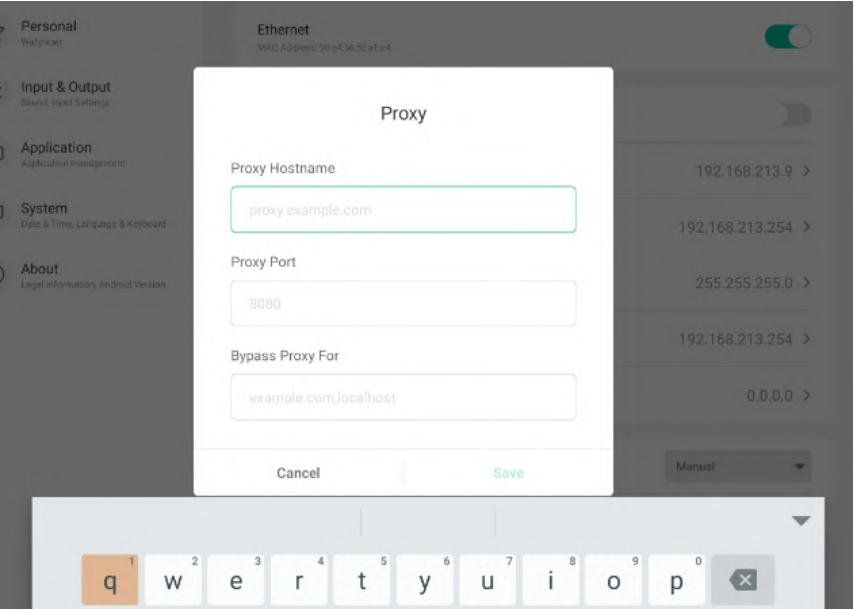 Personal
Wallpaper
Input & Output
Sound, Input Settings
Application
Application management
System
Date & Time, Language & Keyboard
About
Legal information, Android Version
Ethernet
MAC Address:
192.168.213.9 >
192.168.213.254 >
255.255.255.0 >
192.168.213.254 >
0.0.0.0 >
Manual
Proxy
Proxy Hostname
proxy.example.com
Proxy Port
8080
Bypass Proxy For
example.com,localhost
Cancel
Save
1 2 3 4 5 6 7 8 9 0
q w e r t y u i o p